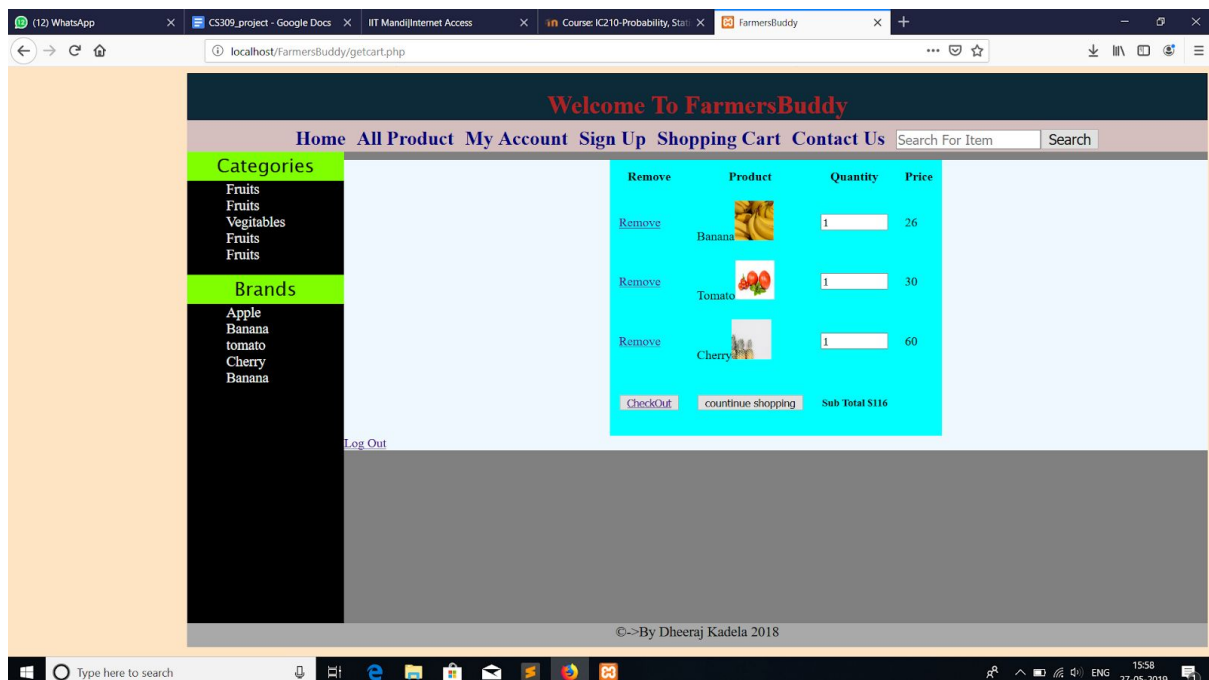 (12) WhatsApp
CS309_project - Google Docs
IIT Mandi|Internet Access
Course: IC210-Probability, Stati
FarmersBuddy
localhost/FarmersBuddy/getcart.php
Welcome To FarmersBuddy
Home All Product My Account Sign Up Shopping Cart Contact Us Search For Item Search
Categories
Fruits
Fruits
Vegitables
Fruits
Fruits
Brands
Apple
Banana
tomato
Cherry
Banana
Remove Product Quantity Price
Remove Banana 1 26
Remove Tomato 1 30
Remove Cherry 1 60
CheckOut countinue shopping Sub Total $116
Log Out
©->By Dheeraj Kadela 2018
Type here to search
ENG
15:58
27-05-2019